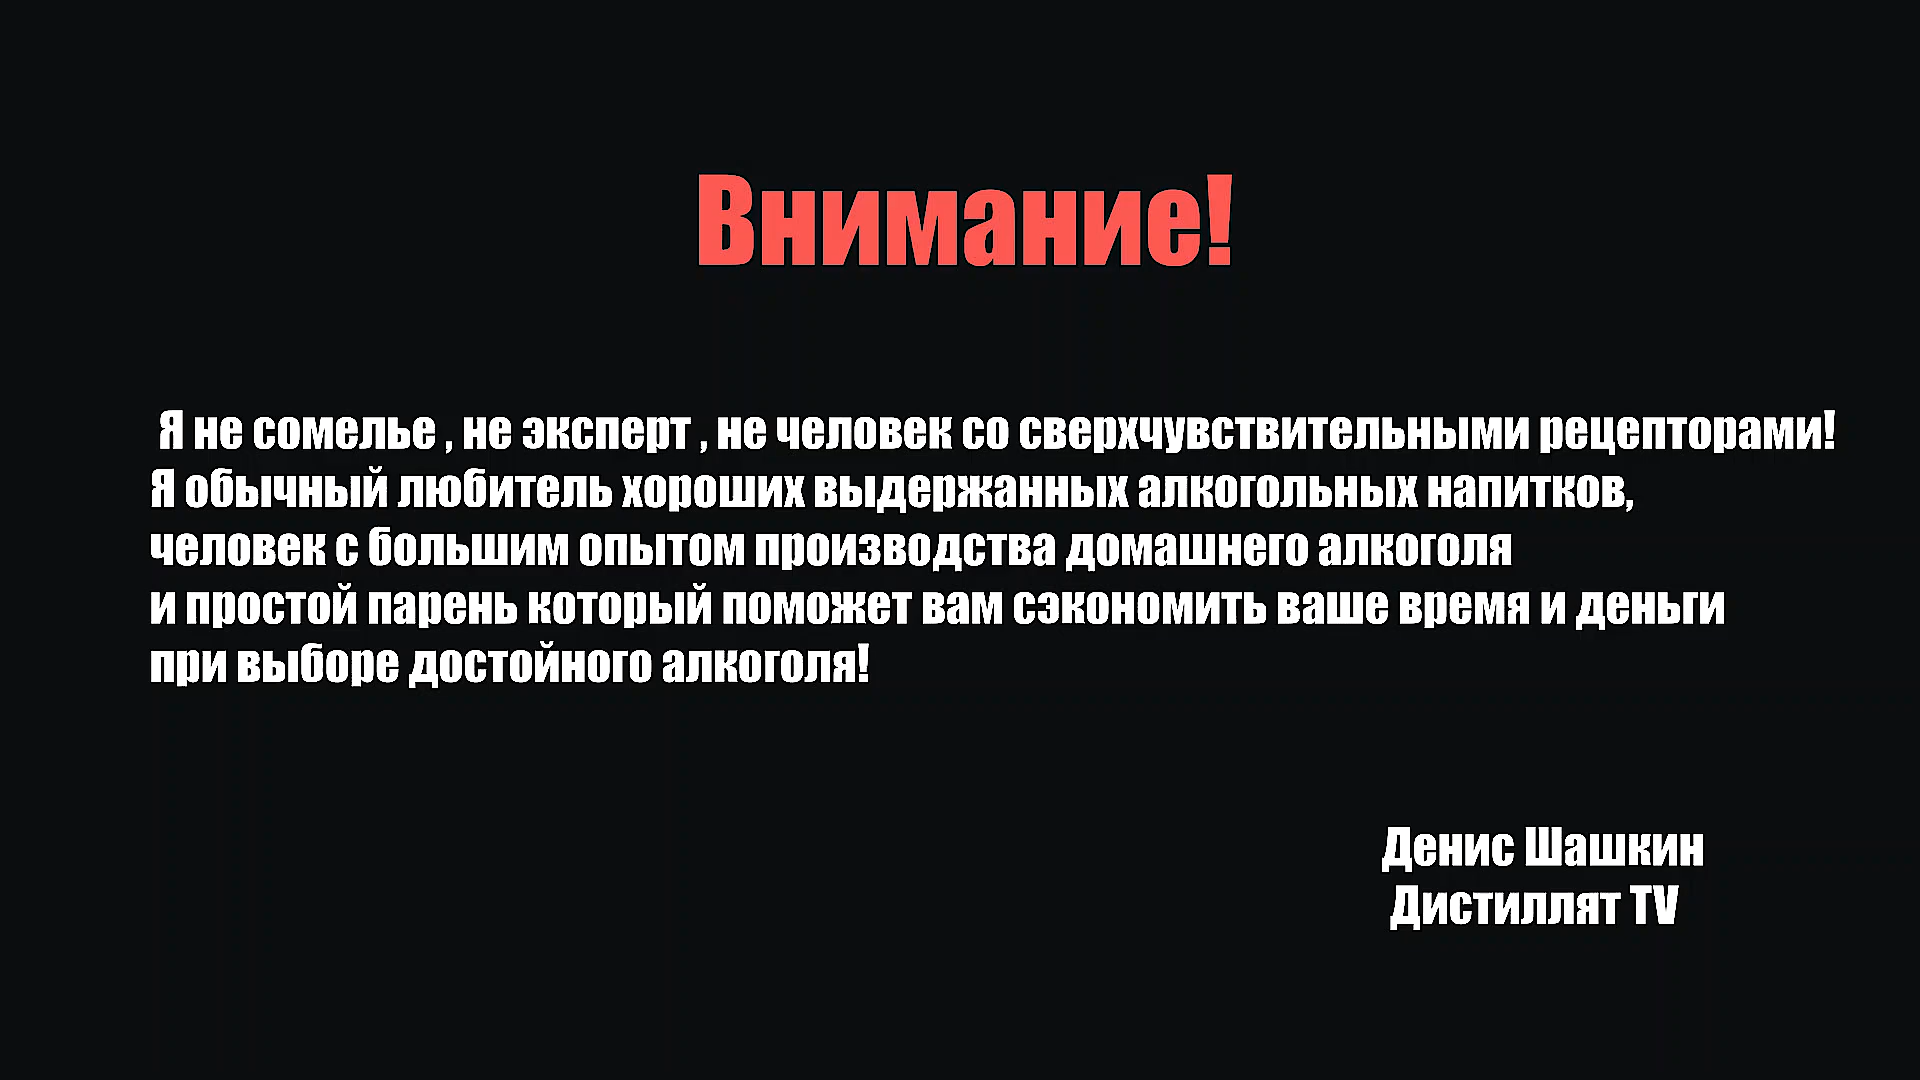 Внимание!
Я не сомелье , не эксперт , не человек со сверхчувствительными рецепторами!
Я обычный любитель хороших выдержанных алкогольных напитков,
человек с большим опытом производства домашнего алкоголя
и простой парень который поможет вам сэкономить ваше время и деньги
при выборе достойного алкоголя!
Денис Шашкин
Дистиллят TV